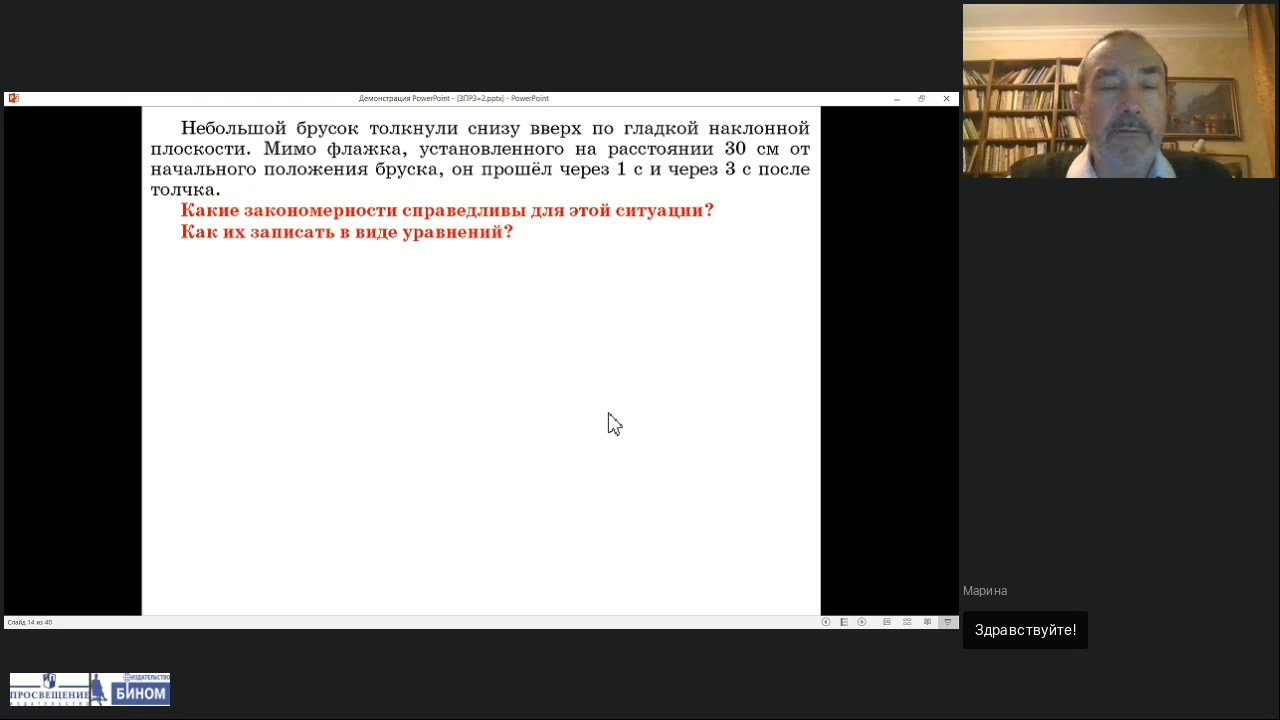 Демонстрация PowerPoint - [ЗПРЗ=2.pptx] - PowerPoint
Небольшой брусок толкнули снизу вверх по гладкой наклонной
плоскости. Мимо флажка, установленного на расстоянии 30 см от
начального положения бруска, он прошёл через 1 с и через 3 с после
толчка.
Какие закономерности справедливы для этой ситуации?
Как их записать в виде уравнений?
Слайд 14 из 40
Марина
Здравствуйте!
ПРОСВЕЩЕНИЕ
ИЗДАТЕЛЬСТВО
ИЗДАТЕЛЬСТВО
БИНОМ